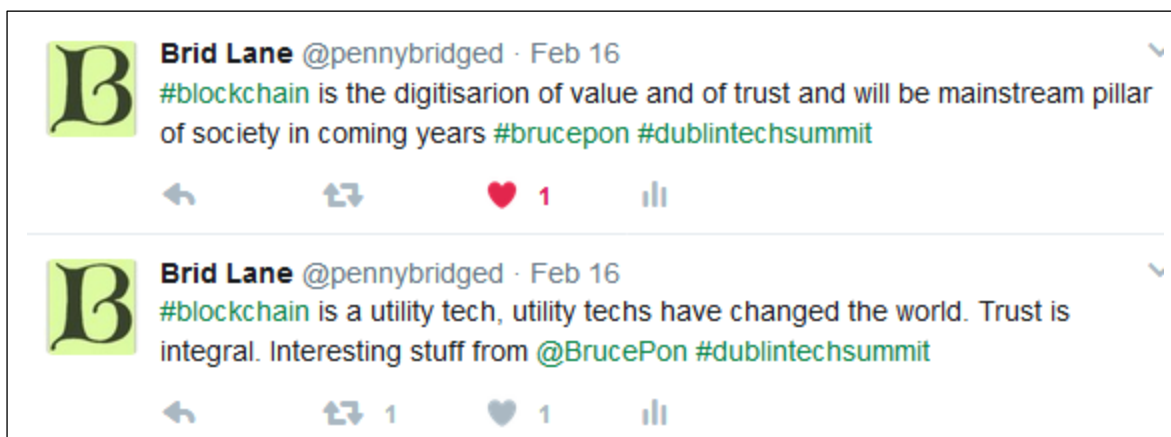 B
Brid Lane @pennybridged · Feb 16
#blockchain is the digitisarion of value and of trust and will be mainstream pillar
of society in coming years #brucepon #dublintechsummit
1
B
Brid Lane @pennybridged · Feb 16
#blockchain is a utility tech, utility techs have changed the world. Trust is
integral. Interesting stuff from @BrucePon #dublintechsummit
1 1